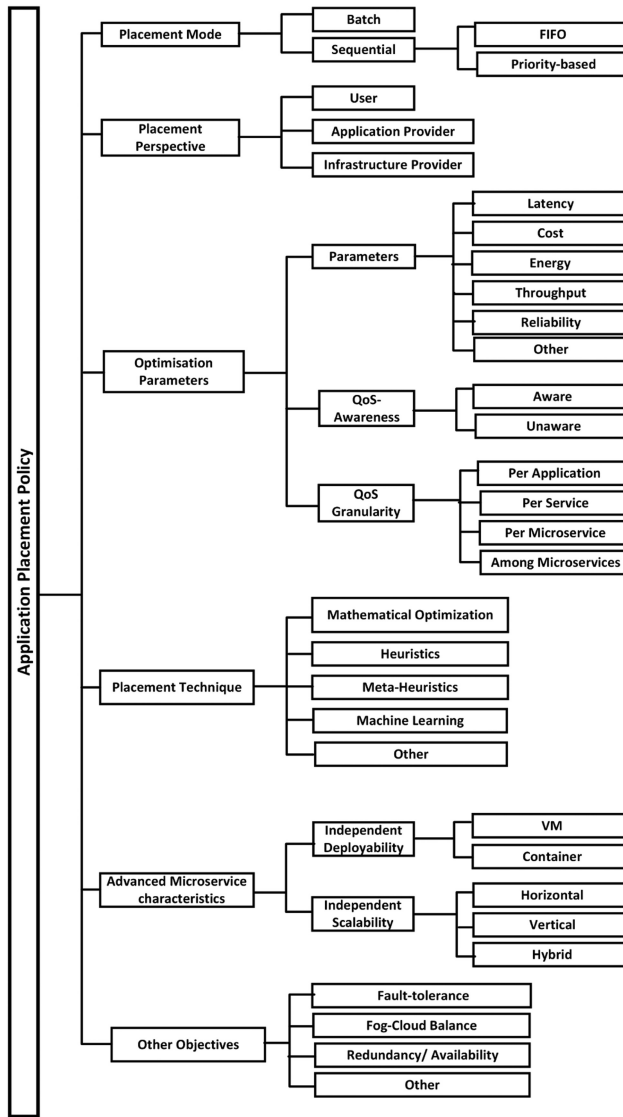 Application Placement Policy
Placement Mode
Batch
Sequential
FIFO
Priority-based
Placement
Perspective
User
Application Provider
Infrastructure Provider
Optimisation
Parameters
Parameters
Latency
Cost
Energy
Throughput
Reliability
Other
QoS-
Awareness
Aware
Unaware
QoS
Granularity
Per Application
Per Service
Per Microservice
Among Microservices
Placement Technique
Mathematical Optimization
Heuristics
Meta-Heuristics
Machine Learning
Other
Advanced Microservice
characteristics
Independent
Deployability
VM
Container
Independent
Scalability
Horizontal
Vertical
Hybrid
Other Objectives
Fault-tolerance
Fog-Cloud Balance
Redundancy/ Availability
Other